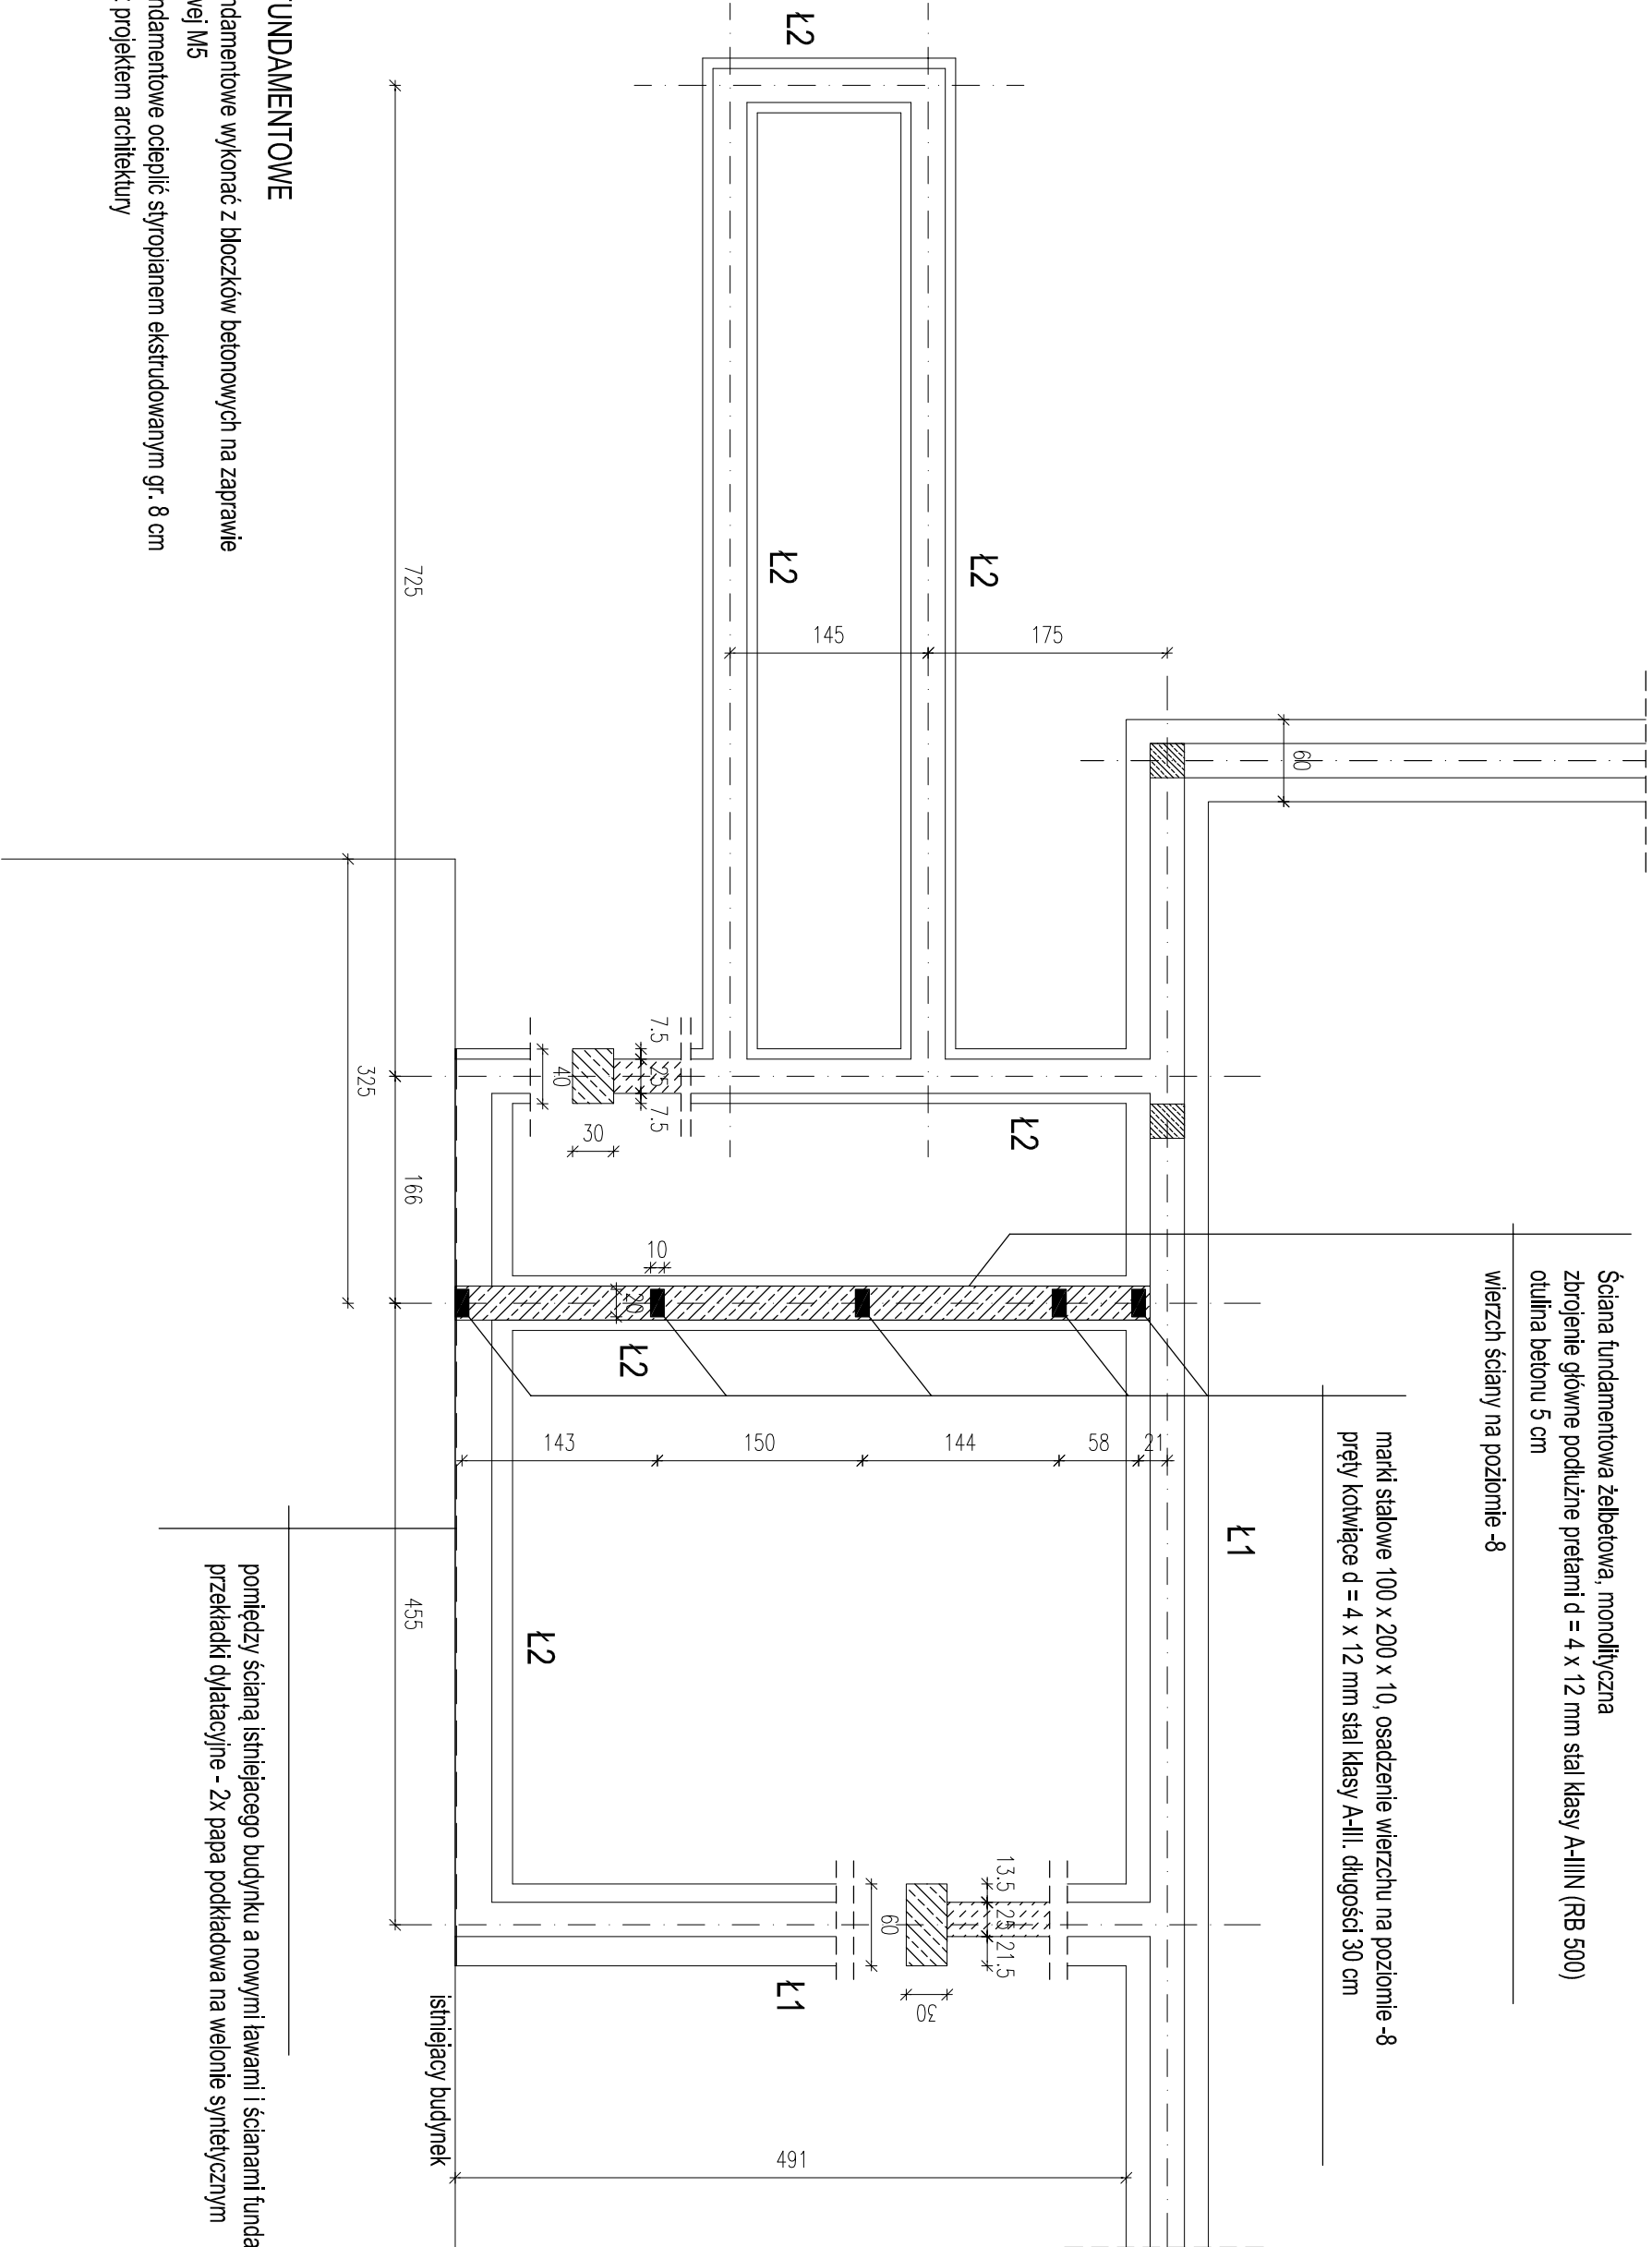 Ściana fundamentowa żelbetowa, monolityczna
zbrojenie główne podłużne pretami d = 4 x 12 mm stal klasy A-IIIN (RB 500)
otulina betonu 5 cm
wierzch ściany na poziomie -8
marki stalowe 100 x 200 x 10, osadzenie wierzchu na poziomie -8
pręty kotwiące d = 4 x 12 mm stal klasy A-III. długości 30 cm
Ł1
60
175
145
Ł2
Ł2
Ł2
Ł2
7.5
25
7.5
40
30
10
20
Ł2
21
58
144
150
143
Ł2
13.5
25
21.5
60
30
Ł1
491
725
166
455
325
istniejacy budynek
pomiędzy ścianą istniejacego budynku a nowymi ławami i ścianami funda
przekładki dylatacyjne - 2x papa podkładowa na welonie syntetycznym
FUNDAMENTOWE
ndamentowe wykonać z bloczków betonowych na zaprawie
wej M5
ndamentowe ocieplić styropianem ekstrudowanym gr. 8 cm
z projektem architektury